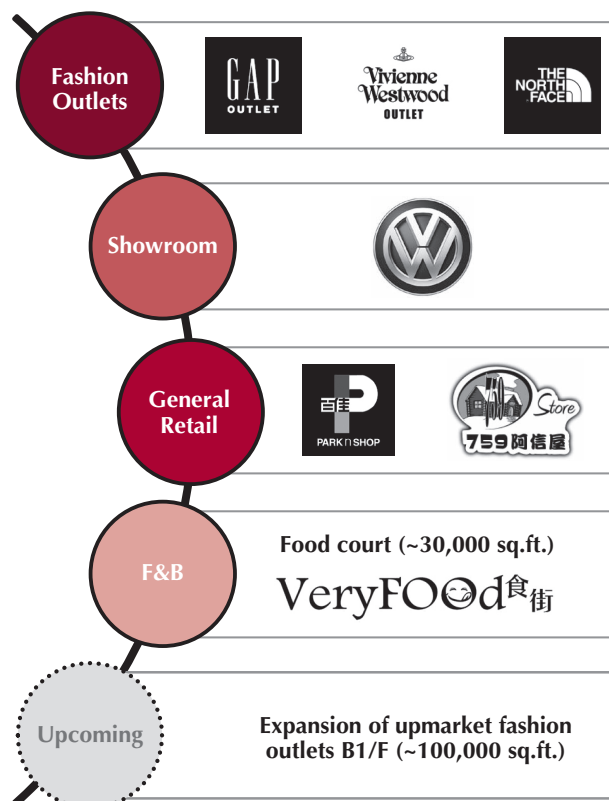 Fashion
Outlets
GAP
OUTLET
Vivienne
Westwood
OUTLET
THE
NORTH
FACE
Showroom
VW
General
Retail
百佳
P
PARKnSHOP
759
Store
759阿信屋
F&B
Food court (~30,000 sq.ft.)
VeryFOOd食街
Upcoming
Expansion of upmarket fashion
outlets B1/F (~100,000 sq.ft.)